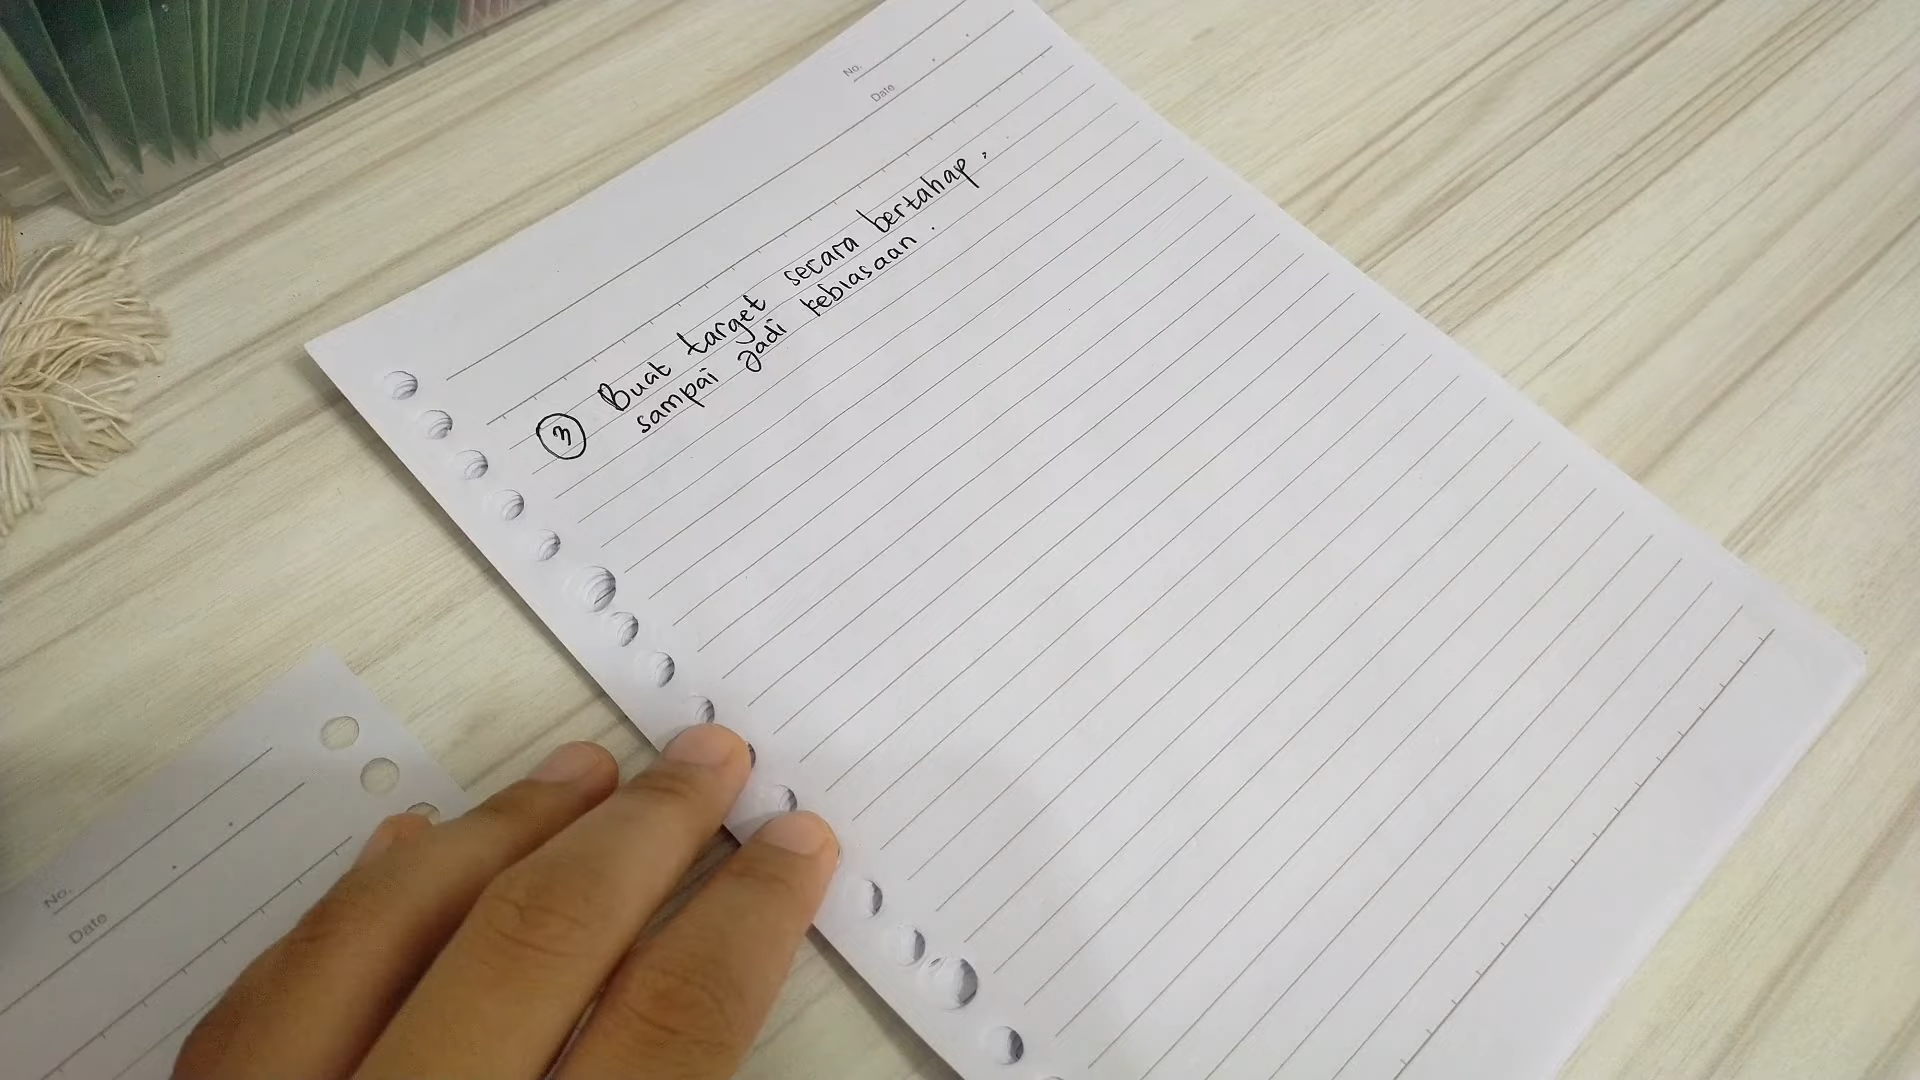 No.
Date
③ Buat target secara bertahap,
sampai jadi kebiasaan.
No.
Date